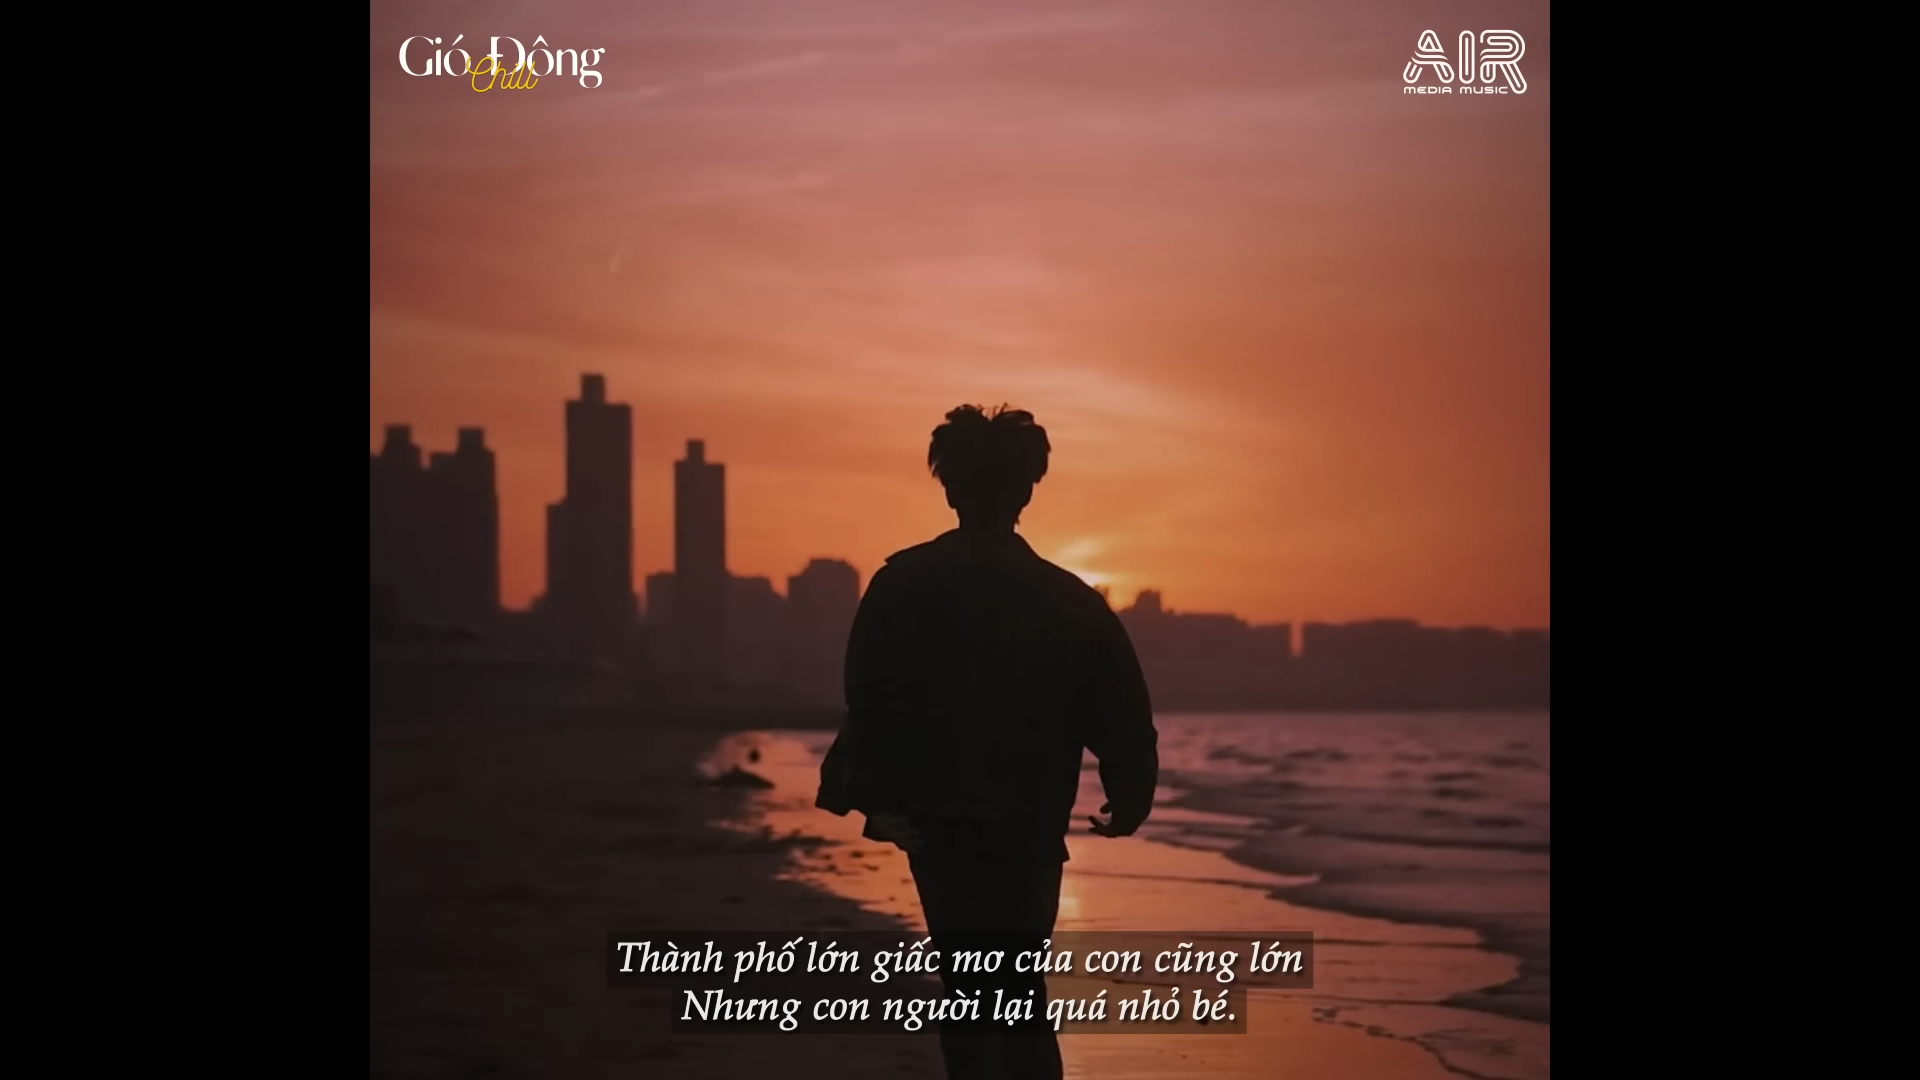 Gió Đông
Chill
AIR
MEDIA MUSIC
Thành phố lớn giấc mơ của con cũng lớn
Nhưng con người lại quá nhỏ bé.